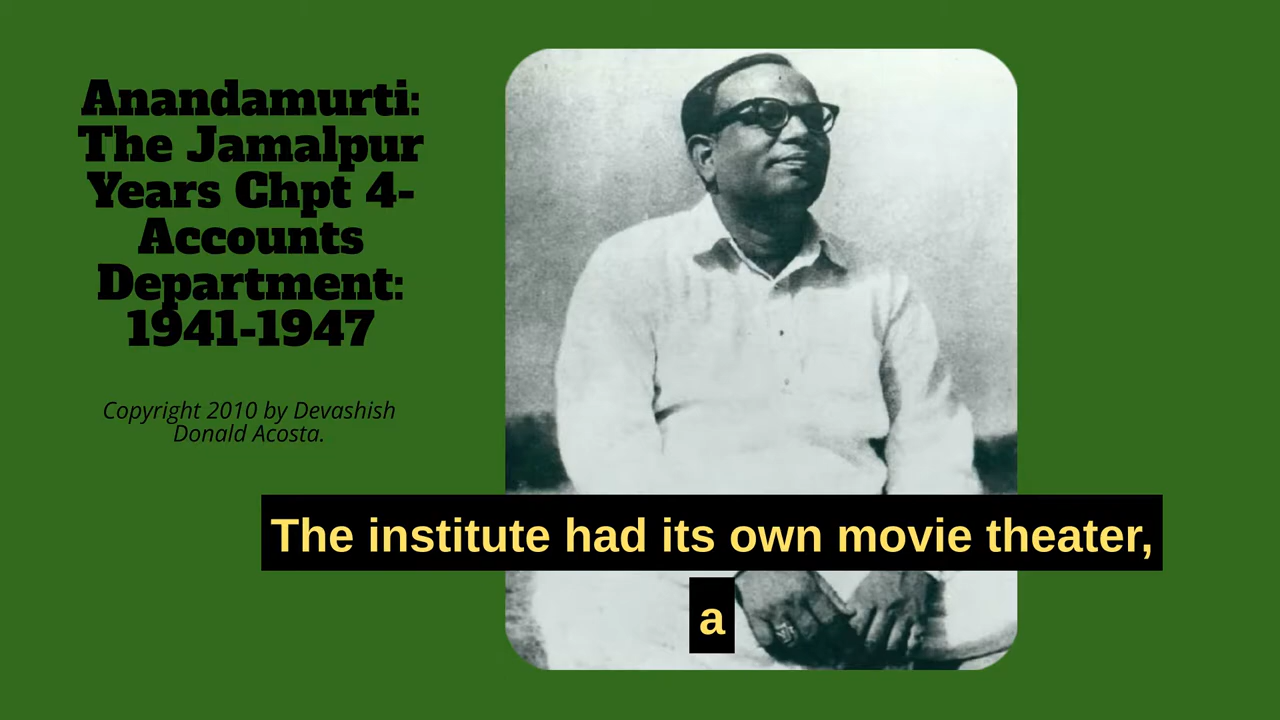 Anandamurti:
The Jamalpur
Years Chpt 4-
Accounts
Department:
1941-1947
Copyright 2010 by Devashish
Donald Acosta.
The institute had its own movie theater,
a